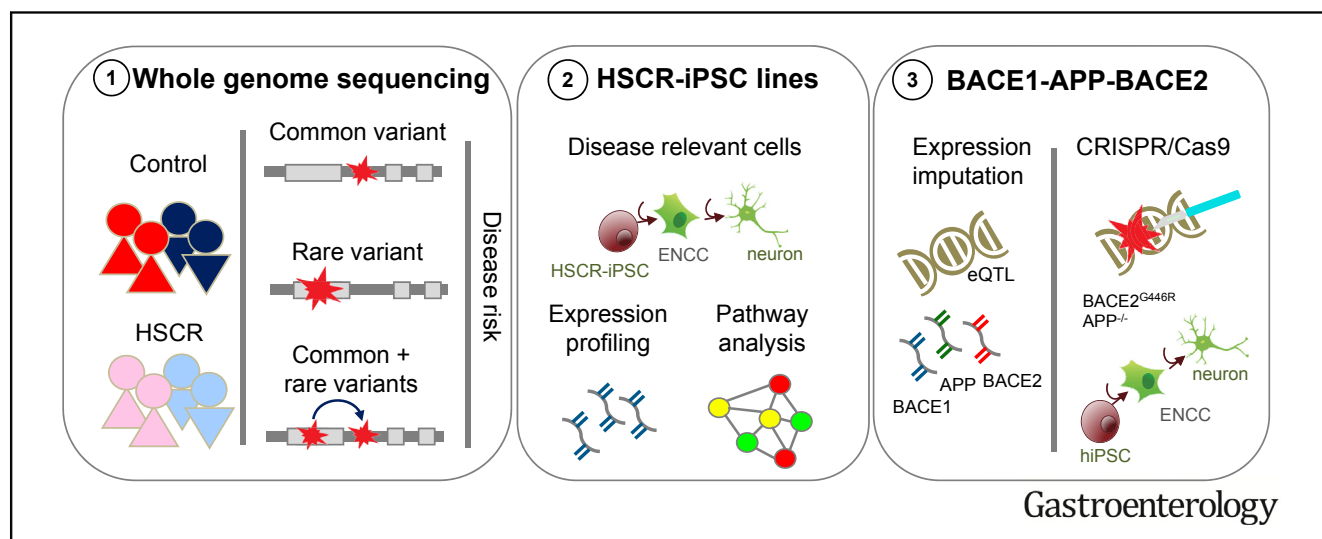 1 Whole genome sequencing
Control
HSCR
Common variant
Rare variant
Common +
rare variants
Disease risk
2 HSCR-iPSC lines
Disease relevant cells
HSCR-iPSC
ENCC
neuron
Expression
profiling
Pathway
analysis
3 BACE1-APP-BACE2
Expression
imputation
eQTL
BACE1
APP
BACE2
CRISPR/Cas9
BACE2G446R
APP-/-
neuron
ENCC
hiPSC
Gastroenterology